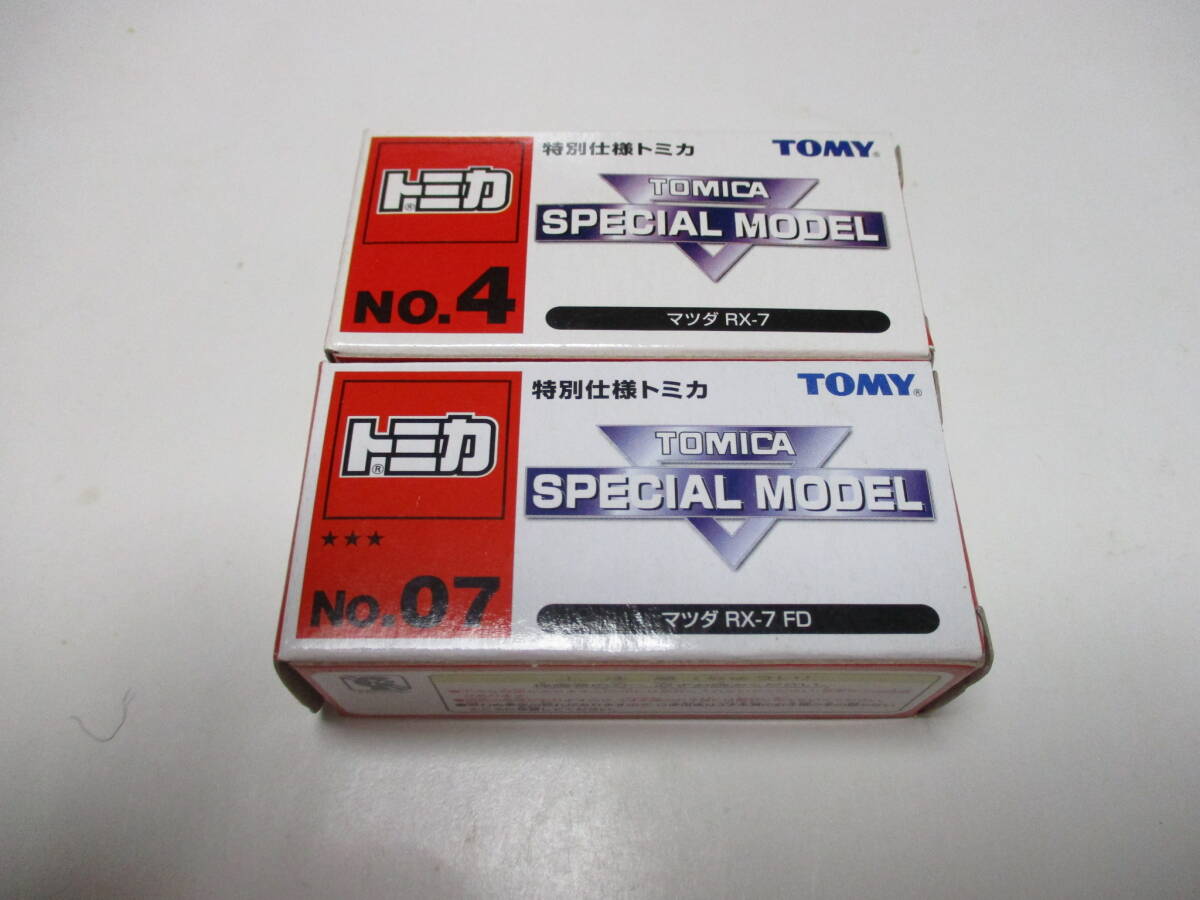 トミカ®
NO.4
特別仕様トミカ
TOMY®
TOMICA
SPECIAL MODEL
マツダ RX-7
トミカ®
★★★
No.07
特別仕様トミカ
TOMY®
TOMICA
SPECIAL MODEL
マツダ RX-7 FD